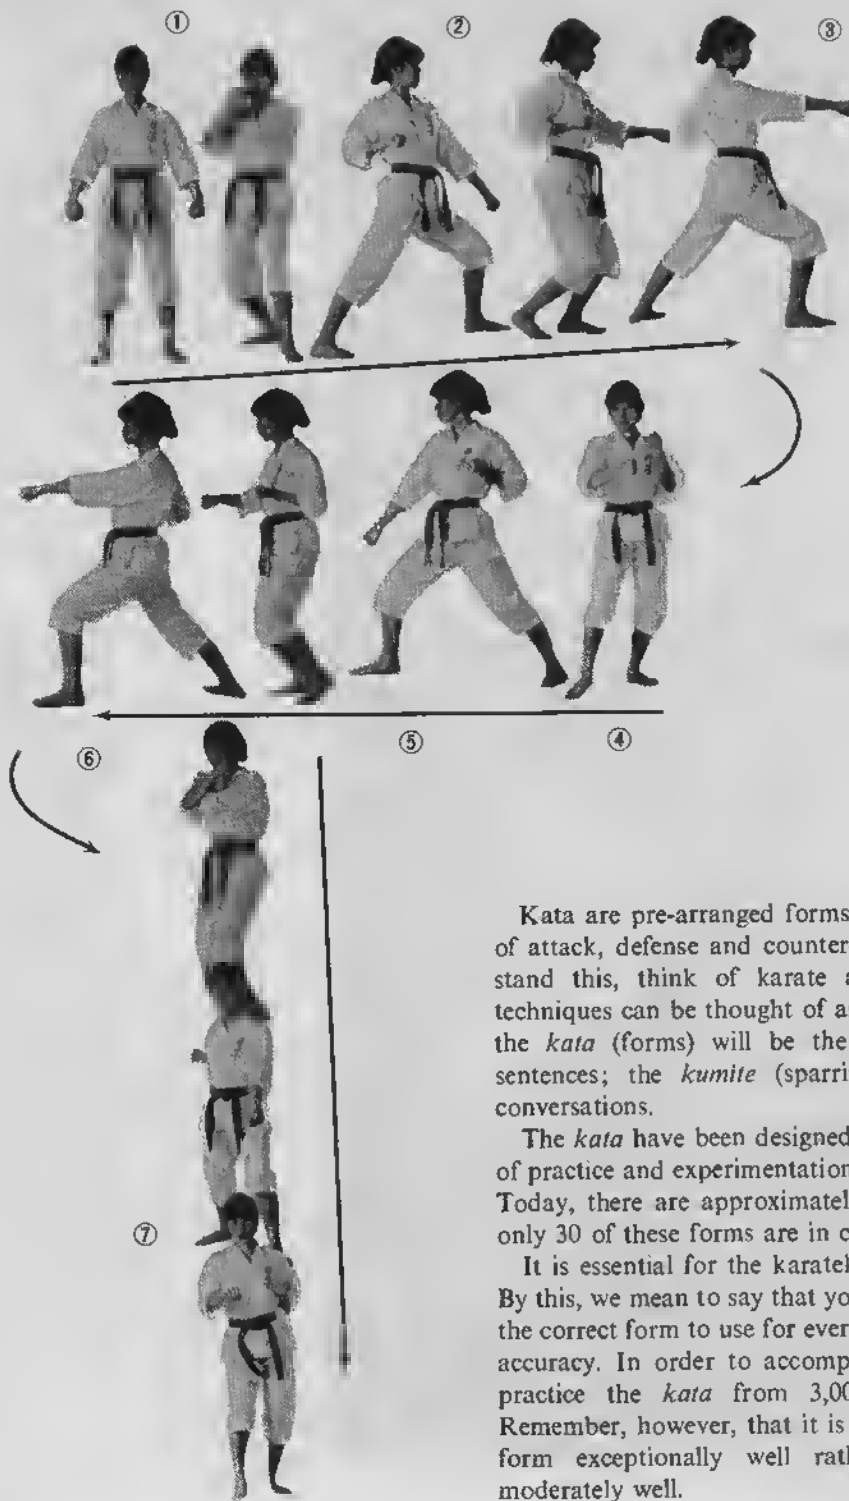 ① ② ③
⑥ ⑤ ④
⑦
Kata are pre-arranged forms
of attack, defense and counter
stand this, think of karate a
techniques can be thought of a
the kata (forms) will be the
sentences; the kumite (sparri
conversations.
The kata have been designed
of practice and experimentation
Today, there are approximatel
only 30 of these forms are in c
It is essential for the karate
By this, we mean to say that yo
the correct form to use for ever
accuracy. In order to accomp
practice the kata from 3,00
Remember, however, that it is
form exceptionally well rath
moderately well.